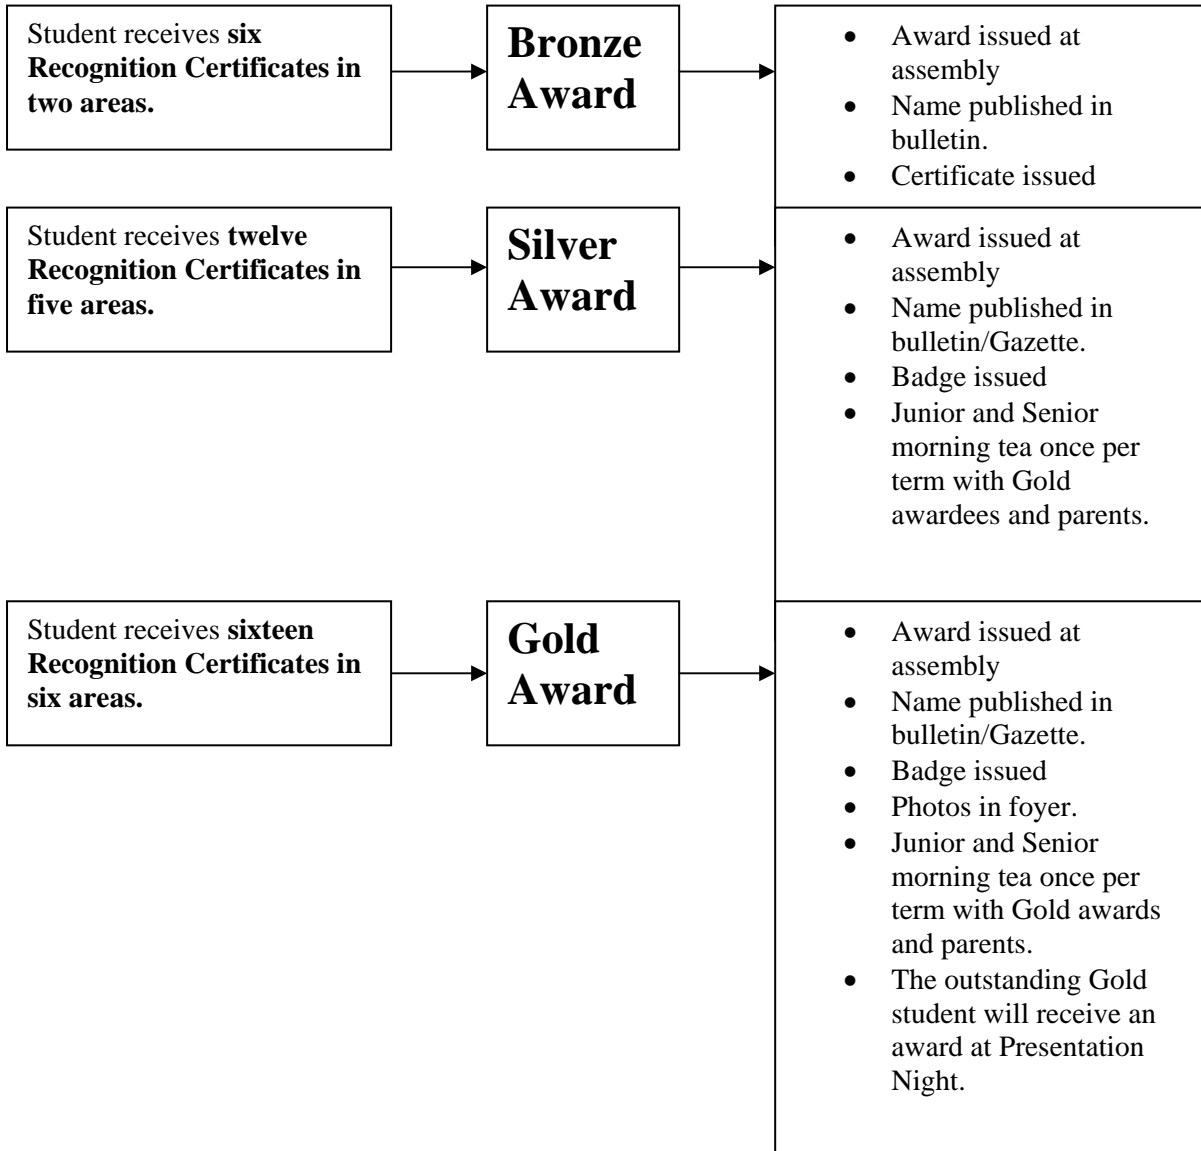 Student receives six
Recognition Certificates in
two areas.
Bronze
Award
• Award issued at
assembly
• Name published in
bulletin.
• Certificate issued
Student receives twelve
Recognition Certificates in
five areas.
Silver
Award
• Award issued at
assembly
• Name published in
bulletin/Gazette.
• Badge issued
• Junior and Senior
morning tea once per
term with Gold
awardees and parents.
Student receives sixteen
Recognition Certificates in
six areas.
Gold
Award
• Award issued at
assembly
• Name published in
bulletin/Gazette.
• Badge issued
• Photos in foyer.
• Junior and Senior
morning tea once per
term with Gold awards
and parents.
• The outstanding Gold
student will receive an
award at Presentation
Night.